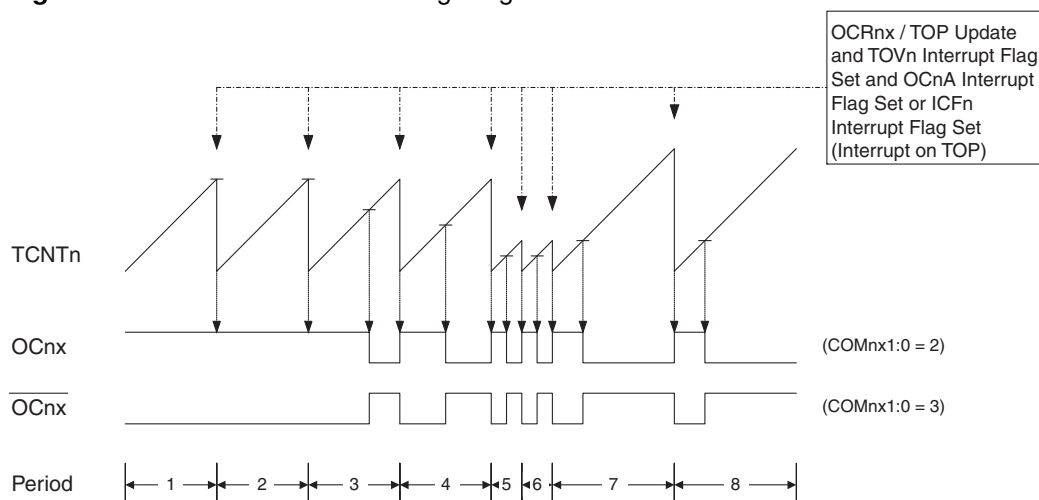 OCRnx / TOP Update
and TOVn Interrupt Flag
Set and OCnA Interrupt
Flag Set or ICFn
Interrupt Flag Set
(Interrupt on TOP)
TCNTn
OCnx
(COMnx1:0 = 2)
OCnx
(COMnx1:0 = 3)
Period
1 2 3 4 5 6 7 8